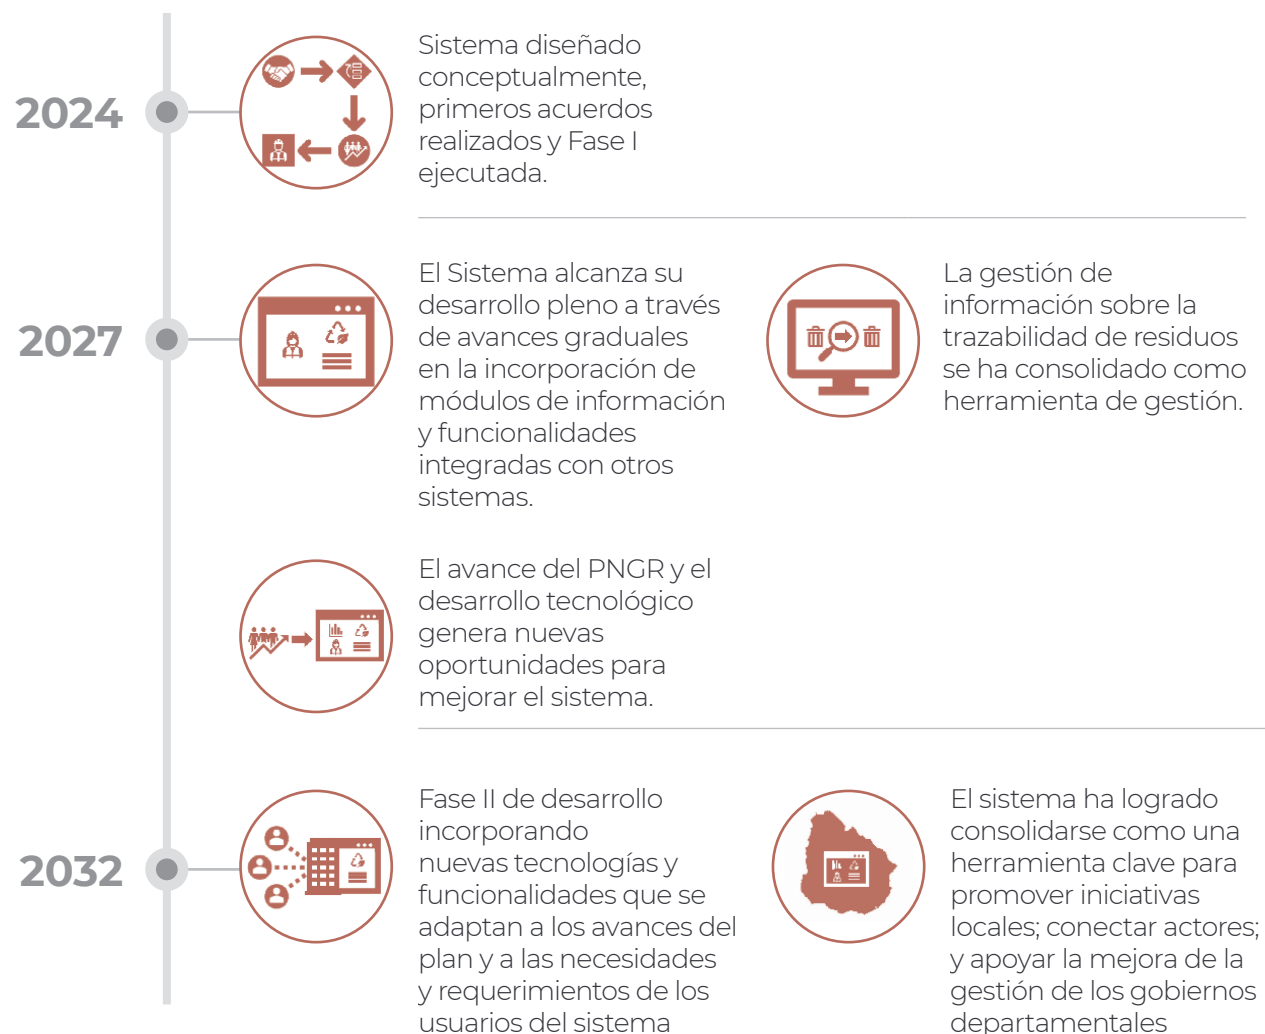 2024
Sistema diseñado
conceptualmente,
primeros acuerdos
realizados y Fase I
ejecutada.
2027
El Sistema alcanza su
desarrollo pleno a través
de avances graduales
en la incorporación de
módulos de información
y funcionalidades
integradas con otros
sistemas.
La gestión de
información sobre la
trazabilidad de residuos
se ha consolidado como
herramienta de gestión.
El avance del PNGR y el
desarrollo tecnológico
genera nuevas
oportunidades para
mejorar el sistema.
2032
Fase II de desarrollo
incorporando
nuevas tecnologías y
funcionalidades que se
adaptan a los avances del
plan y a las necesidades
y requerimientos de los
usuarios del sistema
El sistema ha logrado
consolidarse como una
herramienta clave para
promover iniciativas
locales; conectar actores;
y apoyar la mejora de la
gestión de los gobiernos
departamentales